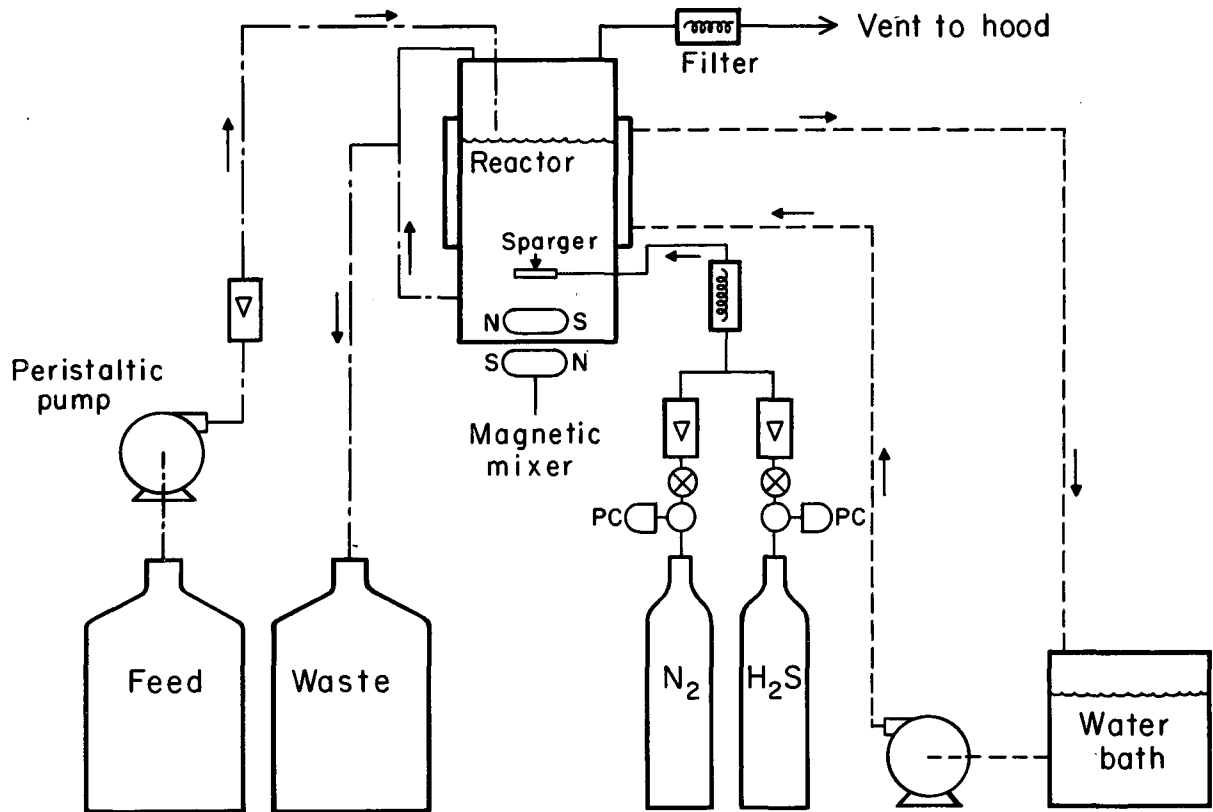 Vent to hood
Filter
Reactor
Sparger
N S
S N
Magnetic
mixer
Peristaltic
pump
PC
PC
Feed
Waste
N₂
H₂S
Water
bath